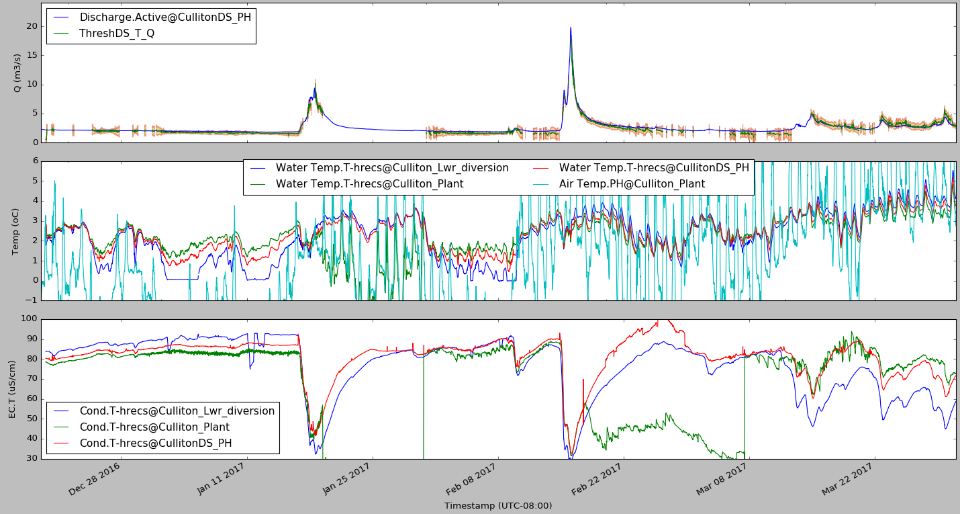 Discharge.Active@CullitonDS_PH
ThreshDS_T_Q
Q (m3/s)
20
15
10
5
0
Water Temp.T-hrecs@Culliton_Lwr_diversion
Water Temp.T-hrecs@CullitonDS_PH
Water Temp.T-hrecs@Culliton_Plant
Air Temp.PH@Culliton_Plant
Temp (oC)
6
5
4
3
2
1
0
−1
EC.T (uS/cm)
100
90
80
70
60
50
40
30
Cond.T-hrecs@Culliton_Lwr_diversion
Cond.T-hrecs@Culliton_Plant
Cond.T-hrecs@CullitonDS_PH
Dec 28 2016
Jan 11 2017
Jan 25 2017
Feb 08 2017
Feb 22 2017
Mar 08 2017
Mar 22 2017
Timestamp (UTC-08:00)